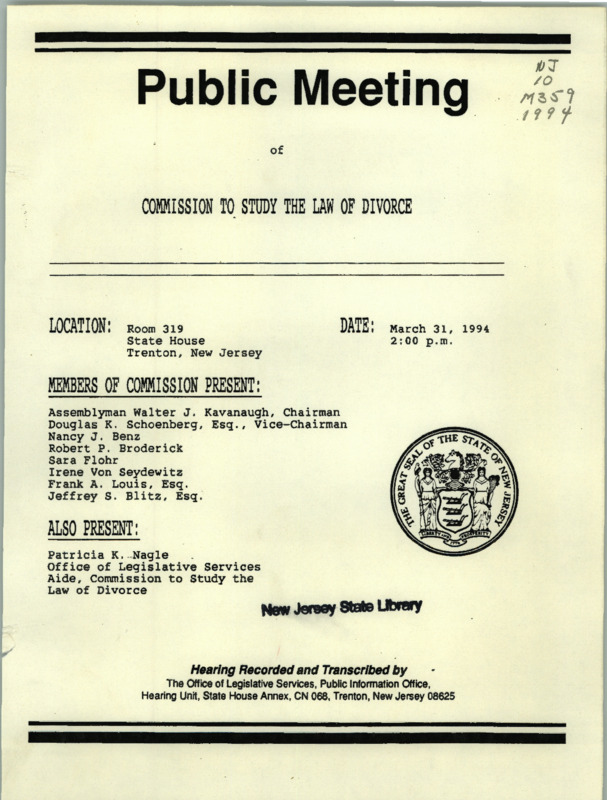 NJ
10
M359
1994
Public Meeting
of
COMMISSION TO STUDY THE LAW OF DIVORCE
LOCATION: Room 319
State House
Trenton, New Jersey
DATE: March 31, 1994
2:00 p.m.
MEMBERS OF COMMISSION PRESENT:
Assemblyman Walter J. Kavanaugh, Chairman
Douglas K. Schoenberg, Esq., Vice-Chairman
Nancy J. Benz
Robert P. Broderick
Sara Flohr
Irene Von Seydewitz
Frank A. Louis, Esq.
Jeffrey S. Blitz, Esq.
THE GREAT SEAL OF THE STATE OF NEW JERSEY
LIBERTY AND PROSPERITY
ALSO PRESENT:
Patricia K. Nagle
Office of Legislative Services
Aide, Commission to Study the
Law of Divorce
New Jersey State Library
Hearing Recorded and Transcribed by
The Office of Legislative Services, Public Information Office,
Hearing Unit, State House Annex, CN 068, Trenton, New Jersey 08625